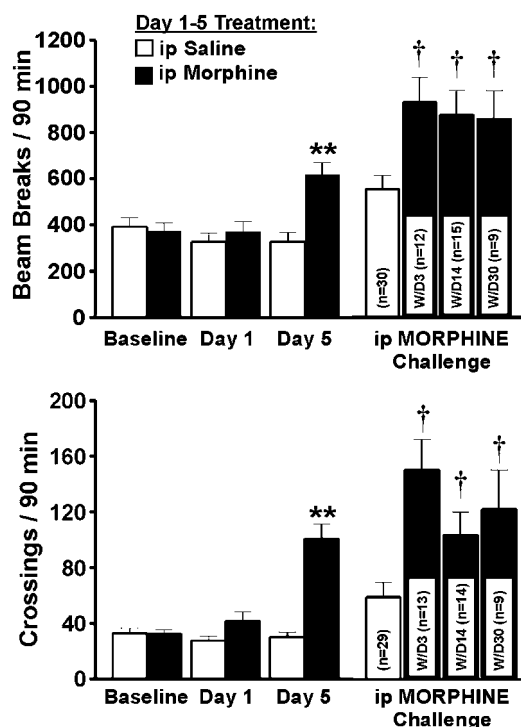 Day 1-5 Treatment:
ip Saline
ip Morphine
Beam Breaks / 90 min
1200
1000
800
600
400
200
0
**
†
†
†
(n=30)
W/D3 (n=12)
W/D14 (n=15)
W/D30 (n=9)
Baseline Day 1 Day 5 ip MORPHINE
Challenge
Crossings / 90 min
200
160
120
80
40
0
**
†
†
†
(n=29)
W/D3 (n=13)
W/D14 (n=14)
W/D30 (n=9)
Baseline Day 1 Day 5 ip MORPHINE
Challenge